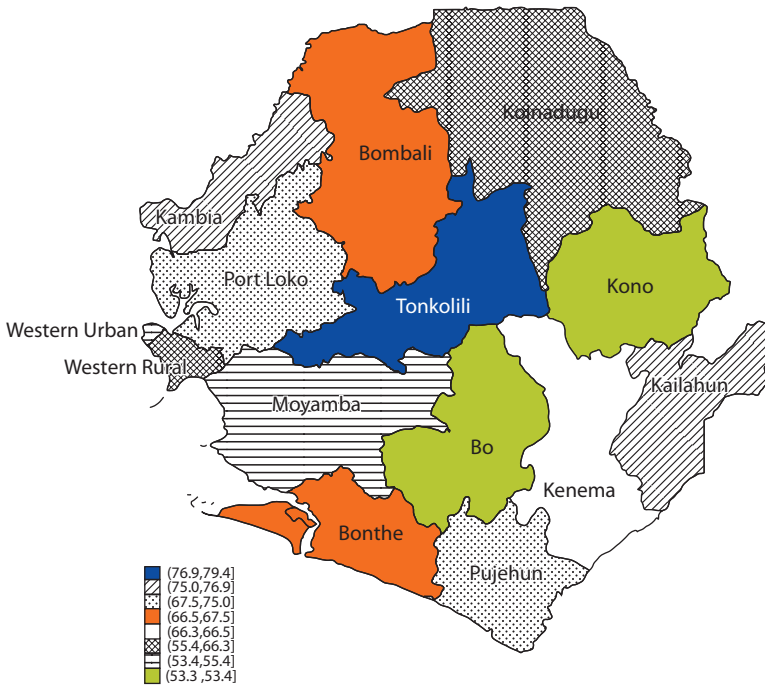 Koinadugu
Bombali
Kambia
Port Loko
Kono
Tonkolili
Western Urban
Western Rural
Kailahun
Moyamba
Bo
Kenema
Bonthe
Pujehun
(76.9,79.4]
(75.0,76.9]
(67.5,75.0]
(66.5,67.5]
(66.3,66.5]
(55.4,66.3]
(53.4,55.4]
(53.3 ,53.4]